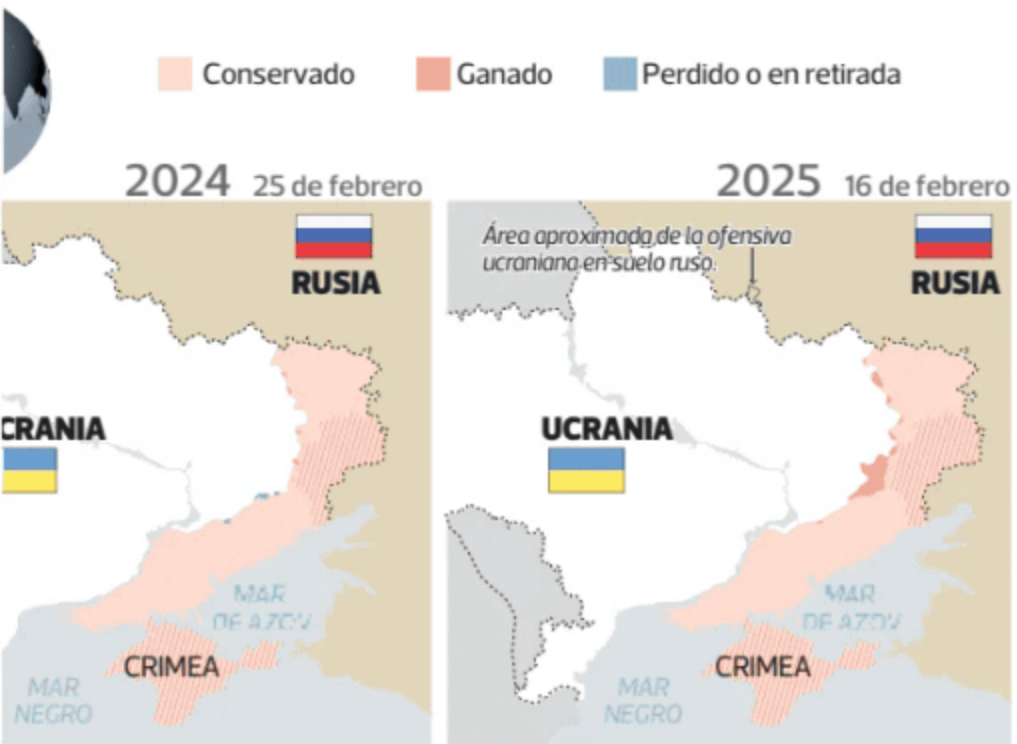 Conservado
Ganado
Perdido o en retirada
2024 25 de febrero
RUSIA
CRANIA
MAR
DE AZOV
CRIMEA
MAR
NEGRO
2025 16 de febrero
Área aproximada de la ofensiva
ucraniana en suelo ruso.
RUSIA
UCRANIA
MAR
DE AZOV
CRIMEA
MAR
NEGRO